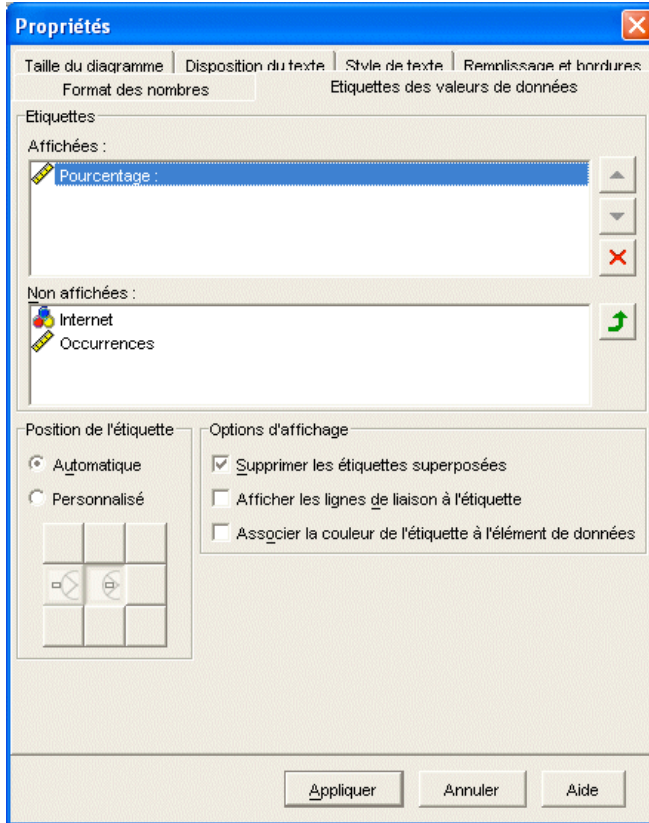 Propriétés
Taille du diagramme Disposition du texte Style de texte Remplissage et bordures
Format des nombres Etiquettes des valeurs de données
Etiquettes
Affichées :
Pourcentage :
Non affichées :
Internet
Occurrences
Position de l'étiquette Options d'affichage
Automatique Supprimer les étiquettes superposées
Personnalisé Afficher les lignes de liaison à l'étiquette
Associer la couleur de l'étiquette à l'élément de données
Appliquer Annuler Aide